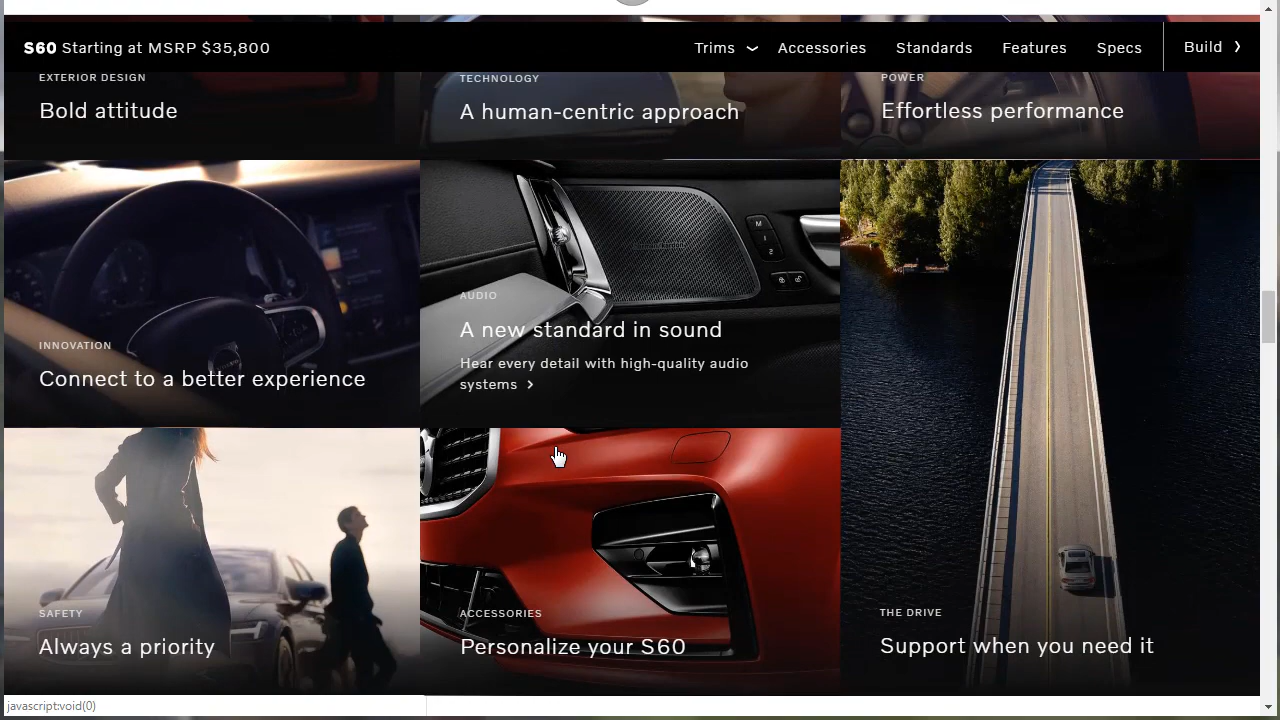 S60 Starting at MSRP $35,800
Trims
Accessories
Standards
Features
Specs
Build
EXTERIOR DESIGN
Bold attitude
TECHNOLOGY
A human-centric approach
POWER
Effortless performance
INNOVATION
Connect to a better experience
M
1
2
AUDIO
A new standard in sound
Hear every detail with high-quality audio
systems
SAFETY
Always a priority
ACCESSORIES
Personalize your S60
THE DRIVE
Support when you need it
javascript:void(0)